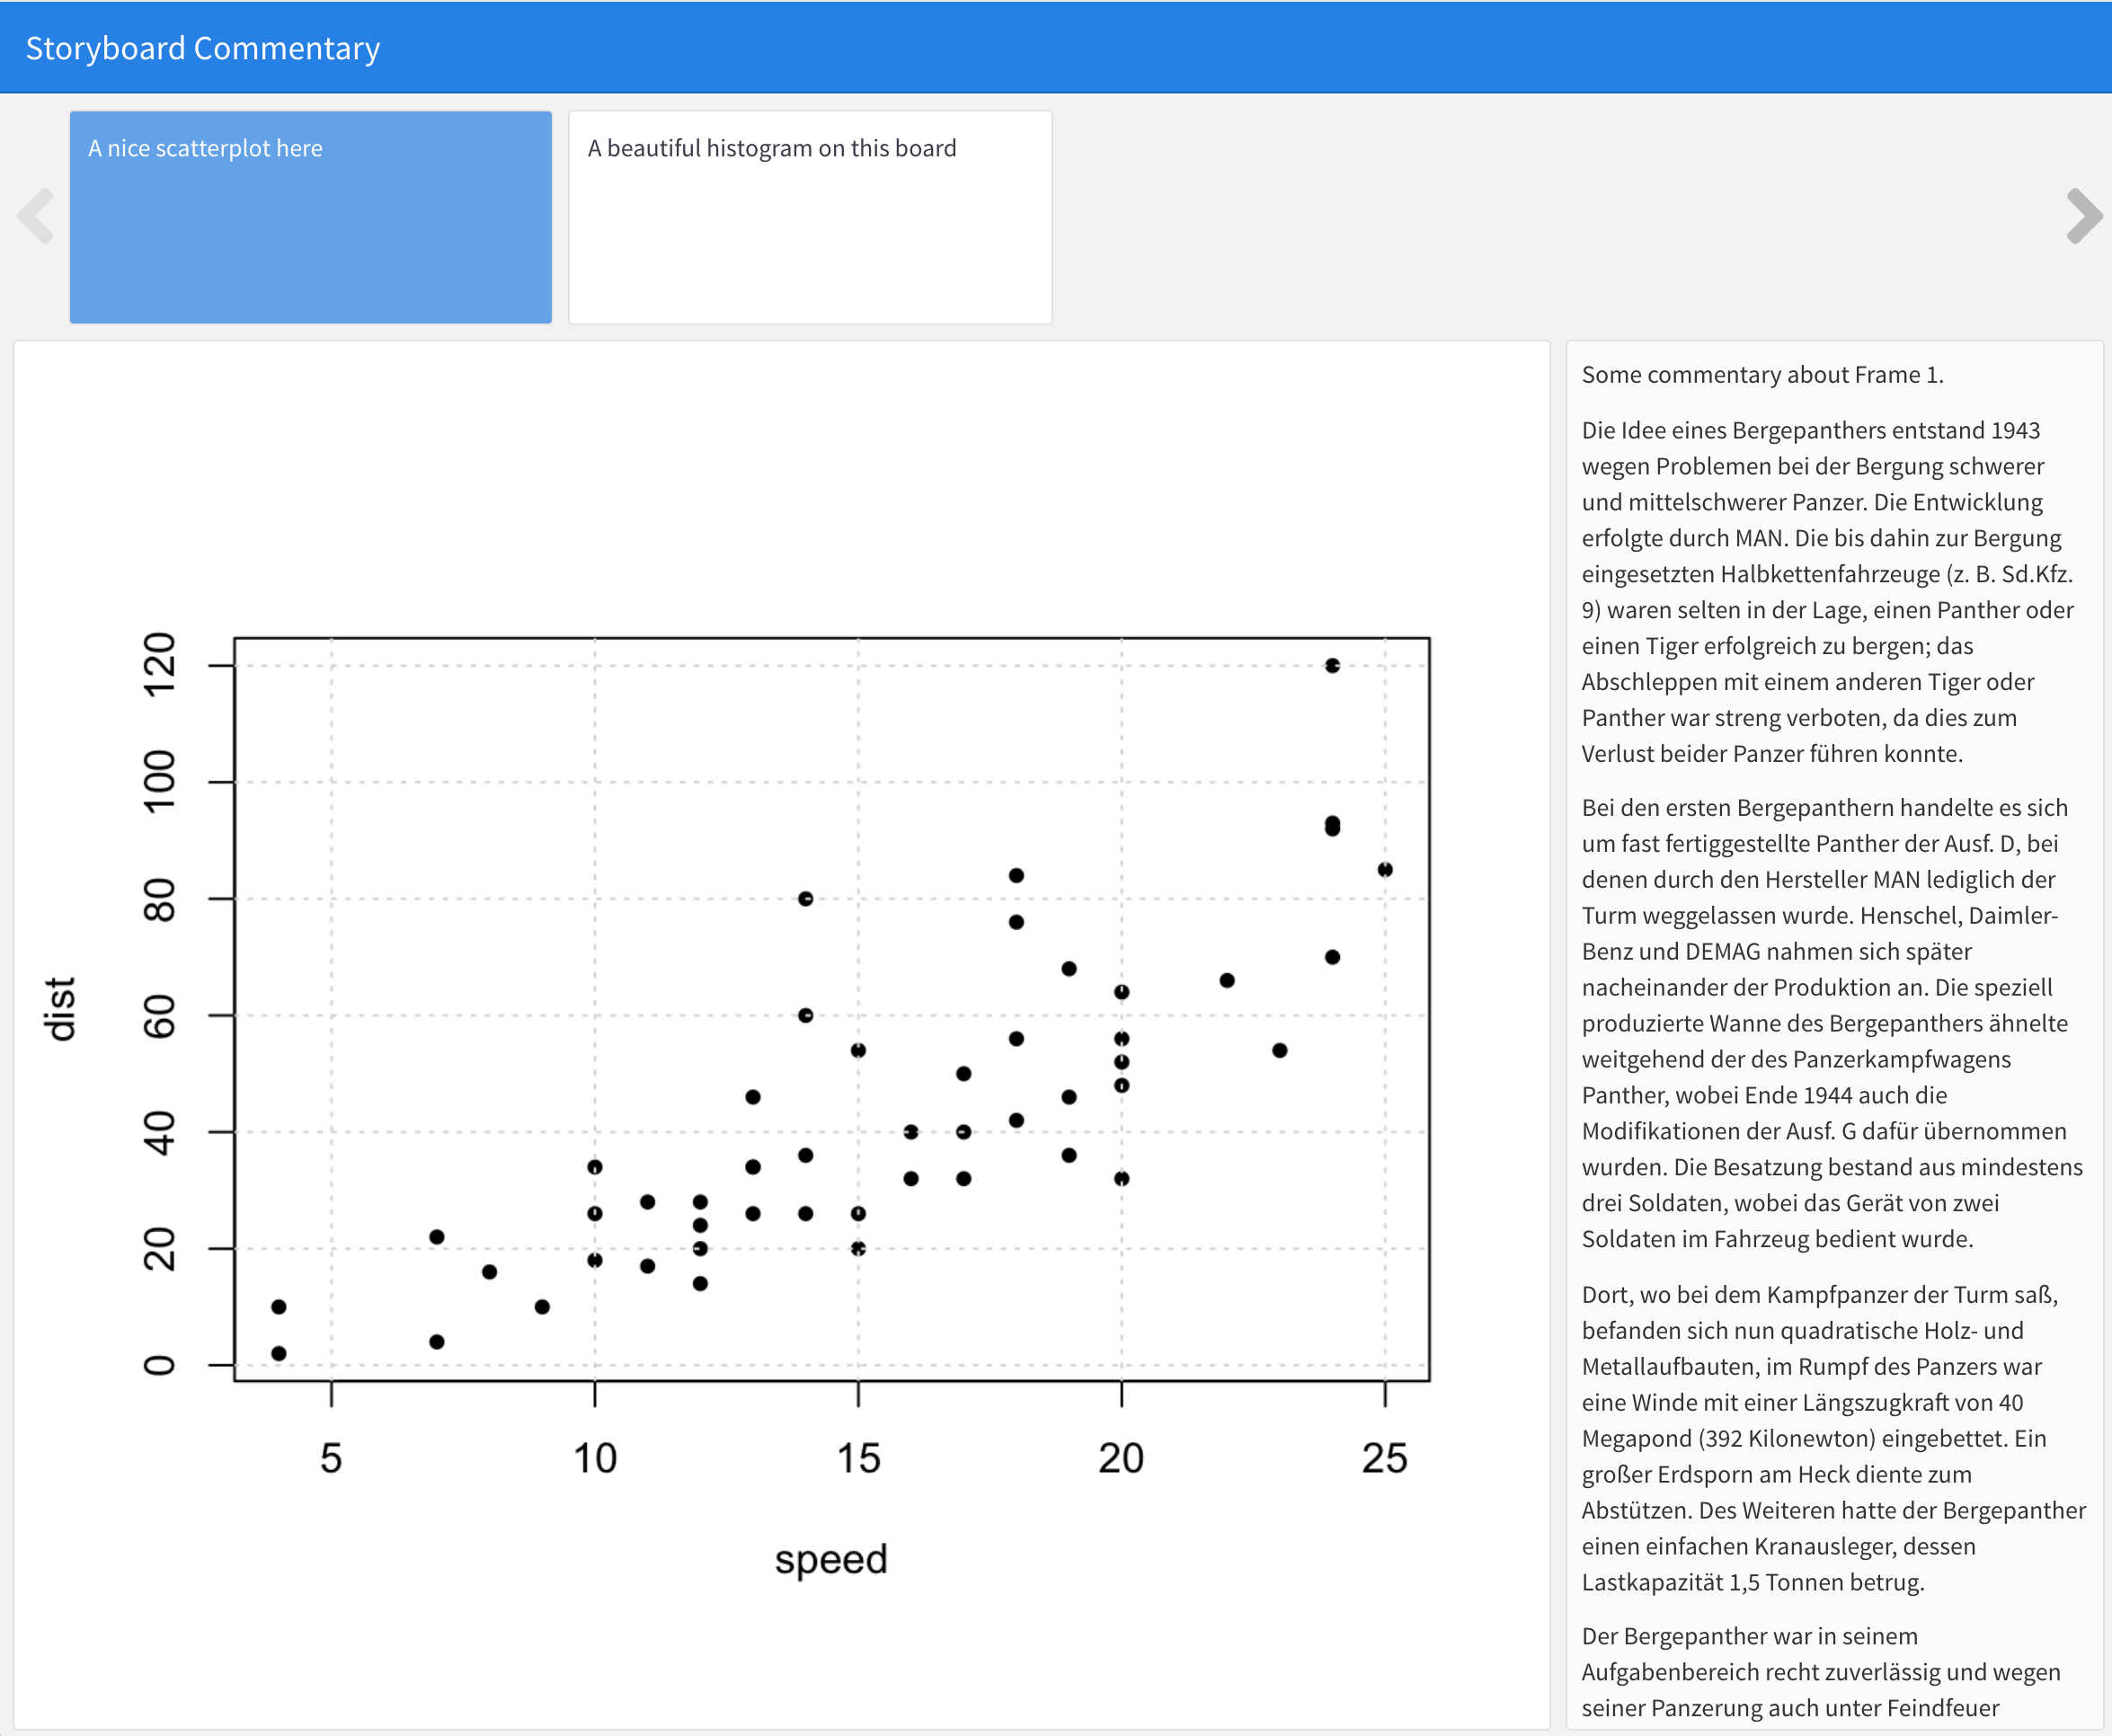 Storyboard Commentary
A nice scatterplot here
A beautiful histogram on this board
120
100
80
60
40
20
0
dist
5 10 15 20 25
speed
Some commentary about Frame 1.
Die Idee eines Bergepanthers entstand 1943
wegen Problemen bei der Bergung schwerer
und mittelschwerer Panzer. Die Entwicklung
erfolgte durch MAN. Die bis dahin zur Bergung
eingesetzten Halbkettenfahrzeuge (z. B. Sd.Kfz.
9) waren selten in der Lage, einen Panther oder
einen Tiger erfolgreich zu bergen; das
Abschleppen mit einem anderen Tiger oder
Panther war streng verboten, da dies zum
Verlust beider Panzer führen konnte.
Bei den ersten Bergepanthern handelte es sich
um fast fertiggestellte Panther der Ausf. D, bei
denen durch den Hersteller MAN lediglich der
Turm weggelassen wurde. Henschel, Daimler-
Benz und DEMAG nahmen sich später
nacheinander der Produktion an. Die speziell
produzierte Wanne des Bergepanthers ähnelte
weitgehend der des Panzerkampfwagens
Panther, wobei Ende 1944 auch die
Modifikationen der Ausf. G dafür übernommen
wurden. Die Besatzung bestand aus mindestens
drei Soldaten, wobei das Gerät von zwei
Soldaten im Fahrzeug bedient wurde.
Dort, wo bei dem Kampfpanzer der Turm saß,
befanden sich nun quadratische Holz- und
Metallaufbauten, im Rumpf des Panzers war
eine Winde mit einer Längszugkraft von 40
Megapond (392 Kilonewton) eingebettet. Ein
großer Erdsporn am Heck diente zum
Abstützen. Des Weiteren hatte der Bergepanther
einen einfachen Kranausleger, dessen
Lastkapazität 1,5 Tonnen betrug.
Der Bergepanther war in seinem
Aufgabenbereich recht zuverlässig und wegen
seiner Panzerung auch unter Feindfeuer